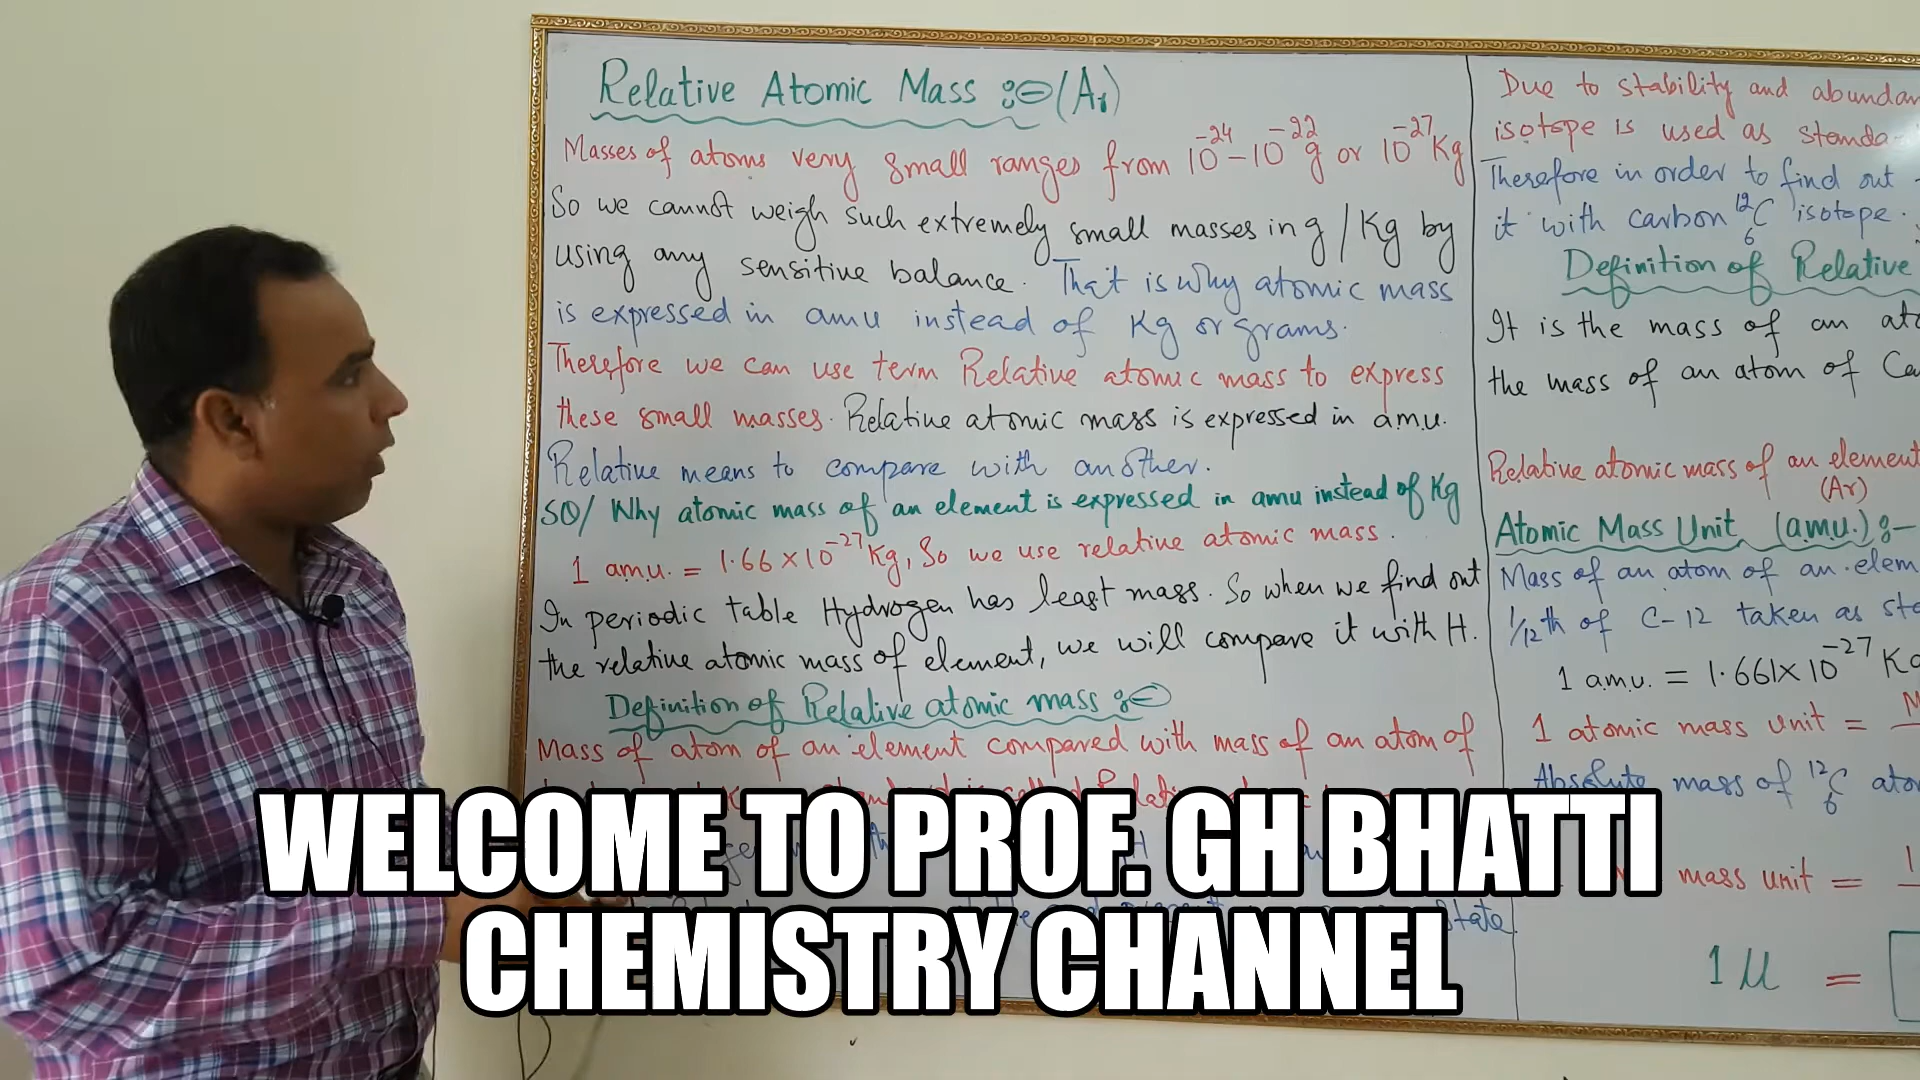 Relative Atomic Mass :- (Ar)
Masses of atoms very small ranges from 10⁻²⁴-10⁻²²g or 10⁻²⁷Kg
So we cannot weigh such extremely small masses in g/Kg by
using any sensitive balance. That is why atomic mass
is expressed in amu instead of Kg or grams.
Therefore we can use term Relative atomic mass to express
these small masses. Relative atomic mass is expressed in a.m.u.
Relative means to compare with another.
SQ/ Why atomic mass of an element is expressed in amu instead of Kg
1 a.m.u. = 1.66×10⁻²⁷Kg, So we use relative atomic mass.
In periodic table Hydrogen has least mass. So when we find out
the relative atomic mass of element, we will compare it with H.
Definition of Relative atomic mass :-
Mass of atom of an element compared with mass of an atom of
Due to stability and abundan
isotope is used as standa
Therefore in order to find out
it with carbon ¹²₆C isotope.
Definition of Relative
It is the mass of an ato
the mass of an atom of Ca
Relative atomic mass of an element
(Ar)
Atomic Mass Unit (a.m.u.) :-
Mass of an atom of an elem
1/12th of C-12 taken as sta
1 a.m.u. = 1.661×10⁻²⁷ Kg
1 atomic mass unit =
Absolute mass of ¹²₆C ato
mass unit = 1
state.
1 U =
WELCOME TO PROF. GH BHATTI
CHEMISTRY CHANNEL